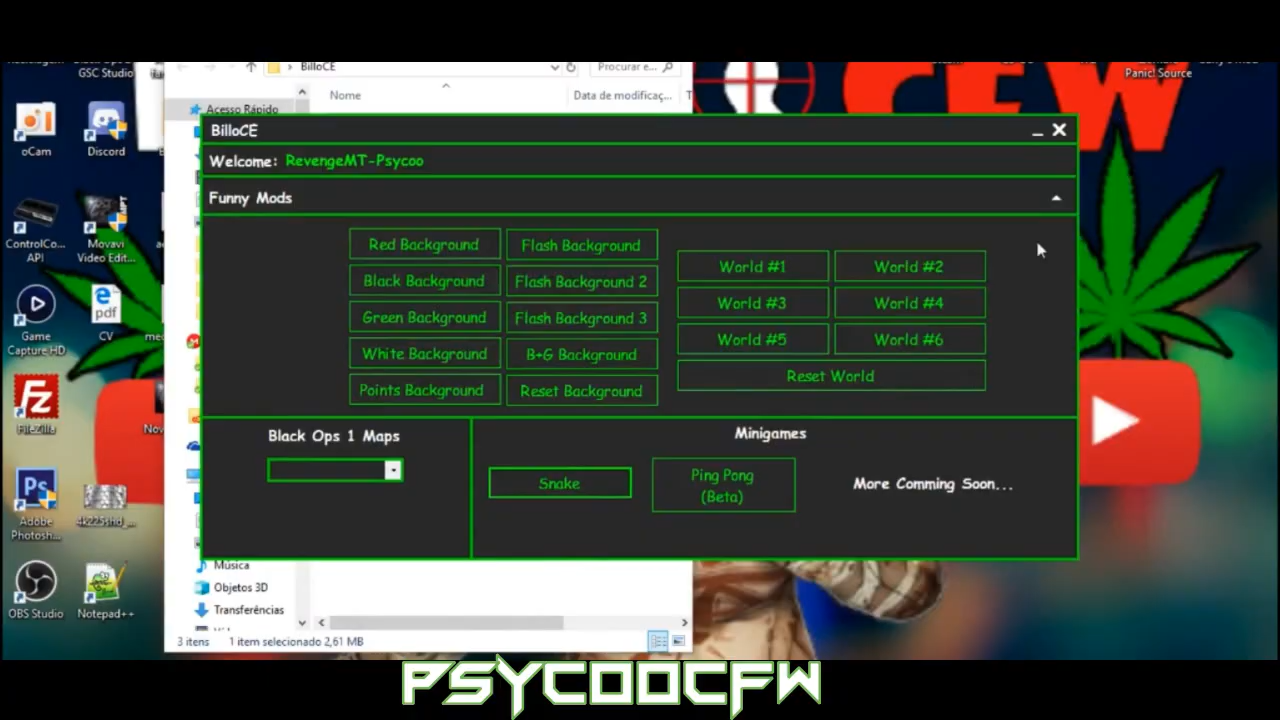 GSC Studio
Panic! Source
BilloCE
Procurar e...
Nome
Data de modificaç...
Acesso Rápido
oCam
Discord
BilloCE
Welcome: RevengeMT-Psycoo
Funny Mods
Red Background
Flash Background
Black Background
Flash Background 2
Green Background
Flash Background 3
White Background
B+G Background
Points Background
Reset Background
World #1
World #2
World #3
World #4
World #5
World #6
Reset World
Black Ops 1 Maps
Minigames
Snake
Ping Pong
(Beta)
More Comming Soon...
CFW
ControlCo...
API
Movavi
Video Edit...
Game
Capture HD
pdf
CV
FileZilla
Nov
Ps
Adobe
Photosh...
4k225shd_...
OBS Studio
Notepad++
Música
Objetos 3D
Transferências
3 itens
1 item selecionado 2,61 MB
PSYCOOCFW